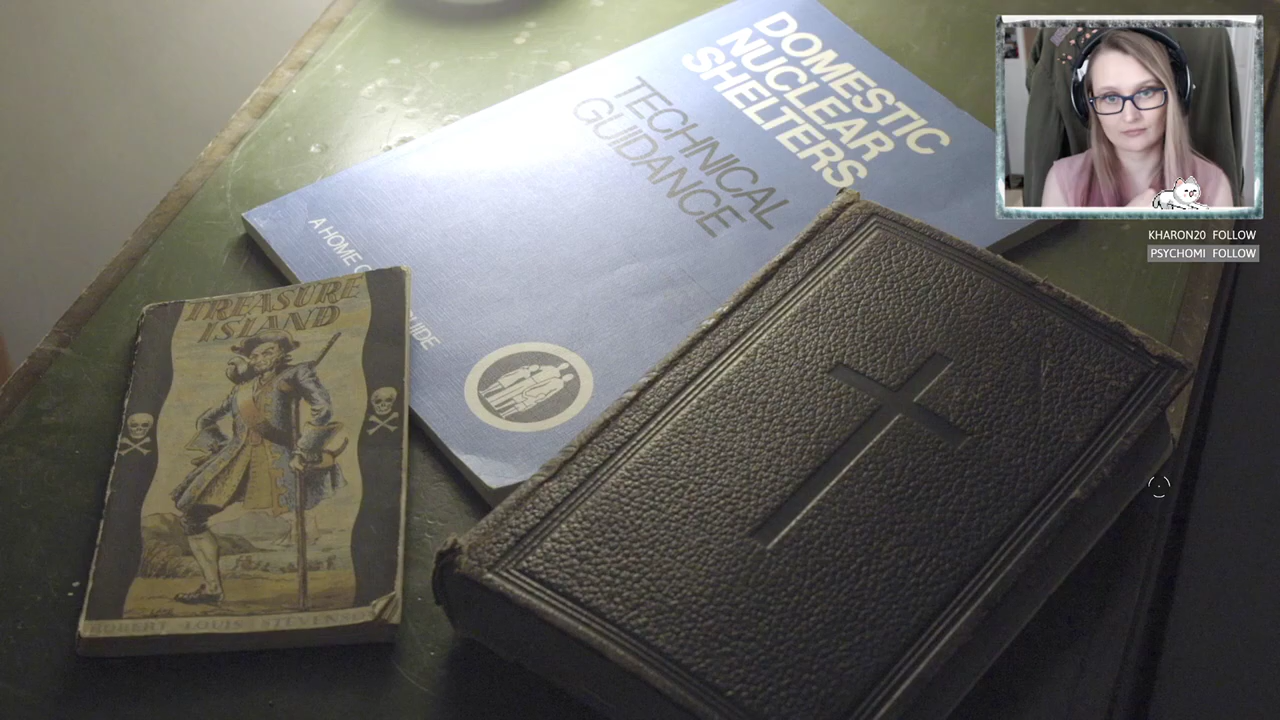 DOMESTIC
NUCLEAR
SHELTERS
TECHNICAL
GUIDANCE
A HOME
GUIDE
TREASURE
ISLAND
ROBERT LOUIS STEVENSON
KHARON20 FOLLOW
PSYCHOMI FOLLOW